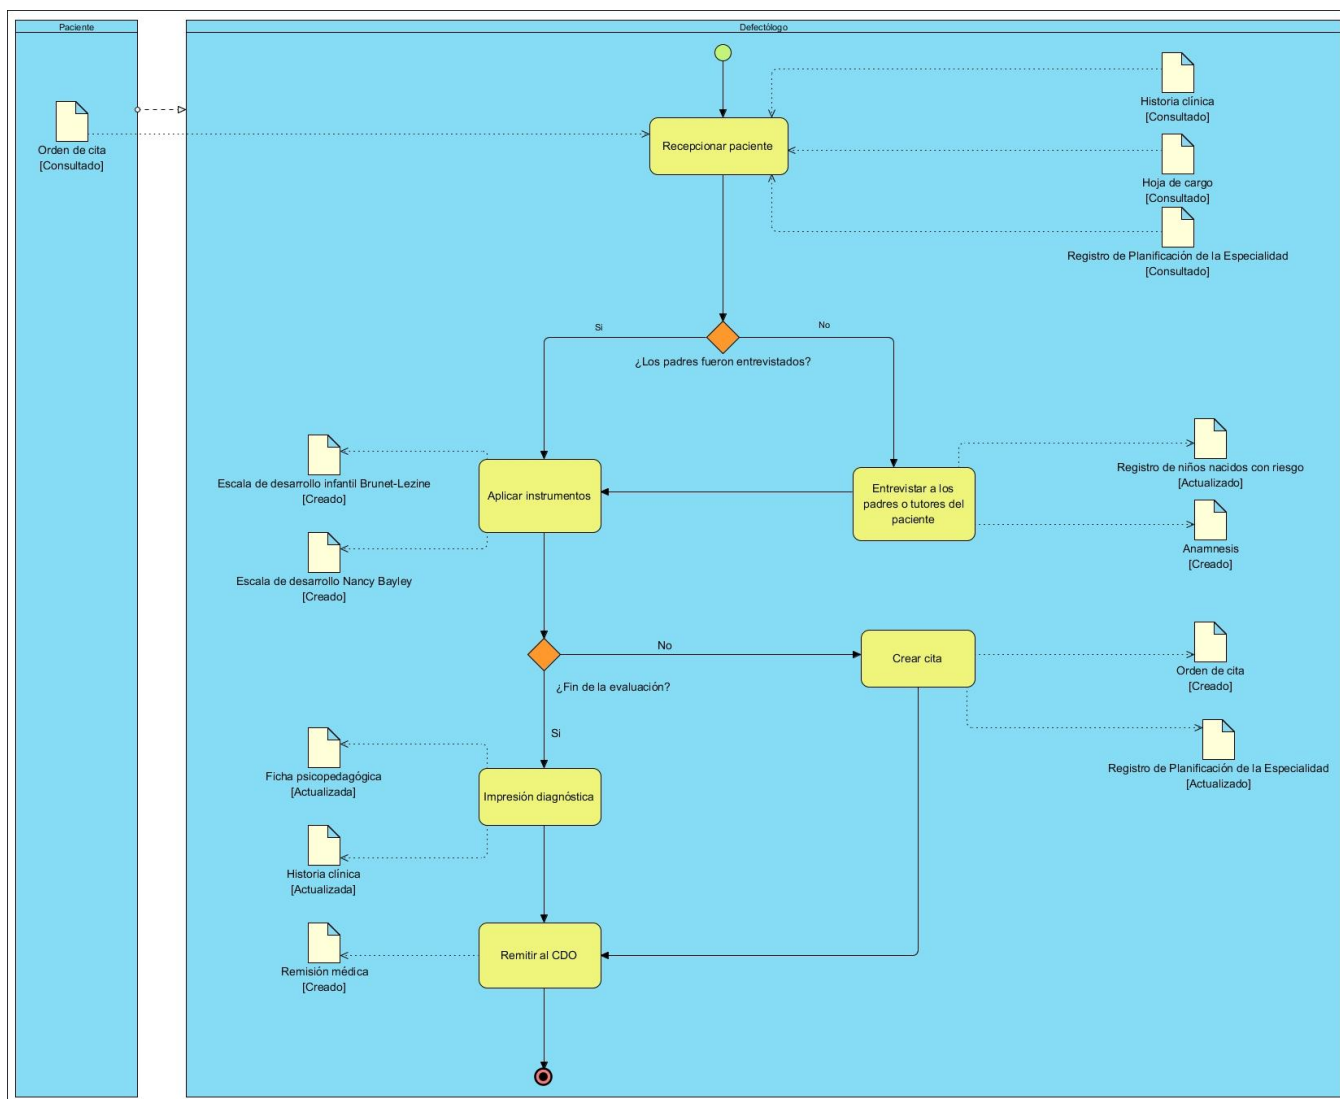 Paciente
Defectólogo
Orden de cita
[Consultado]
Recepcionar paciente
Historia clínica
[Consultado]
Hoja de cargo
[Consultado]
Registro de Planificación de la Especialidad
[Consultado]
Si
No
¿Los padres fueron entrevistados?
Escala de desarrollo infantil Brunet-Lezine
[Creado]
Aplicar instrumentos
Entrevistar a los
padres o tutores del
paciente
Registro de niños nacidos con riesgo
[Actualizado]
Anamnesis
[Creado]
Escala de desarrollo Nancy Bayley
[Creado]
No
¿Fin de la evaluación?
Si
Crear cita
Orden de cita
[Creado]
Registro de Planificación de la Especialidad
[Actualizado]
Ficha psicopedagógica
[Actualizada]
Impresión diagnóstica
Historia clínica
[Actualizada]
Remitir al CDO
Remisión médica
[Creado]